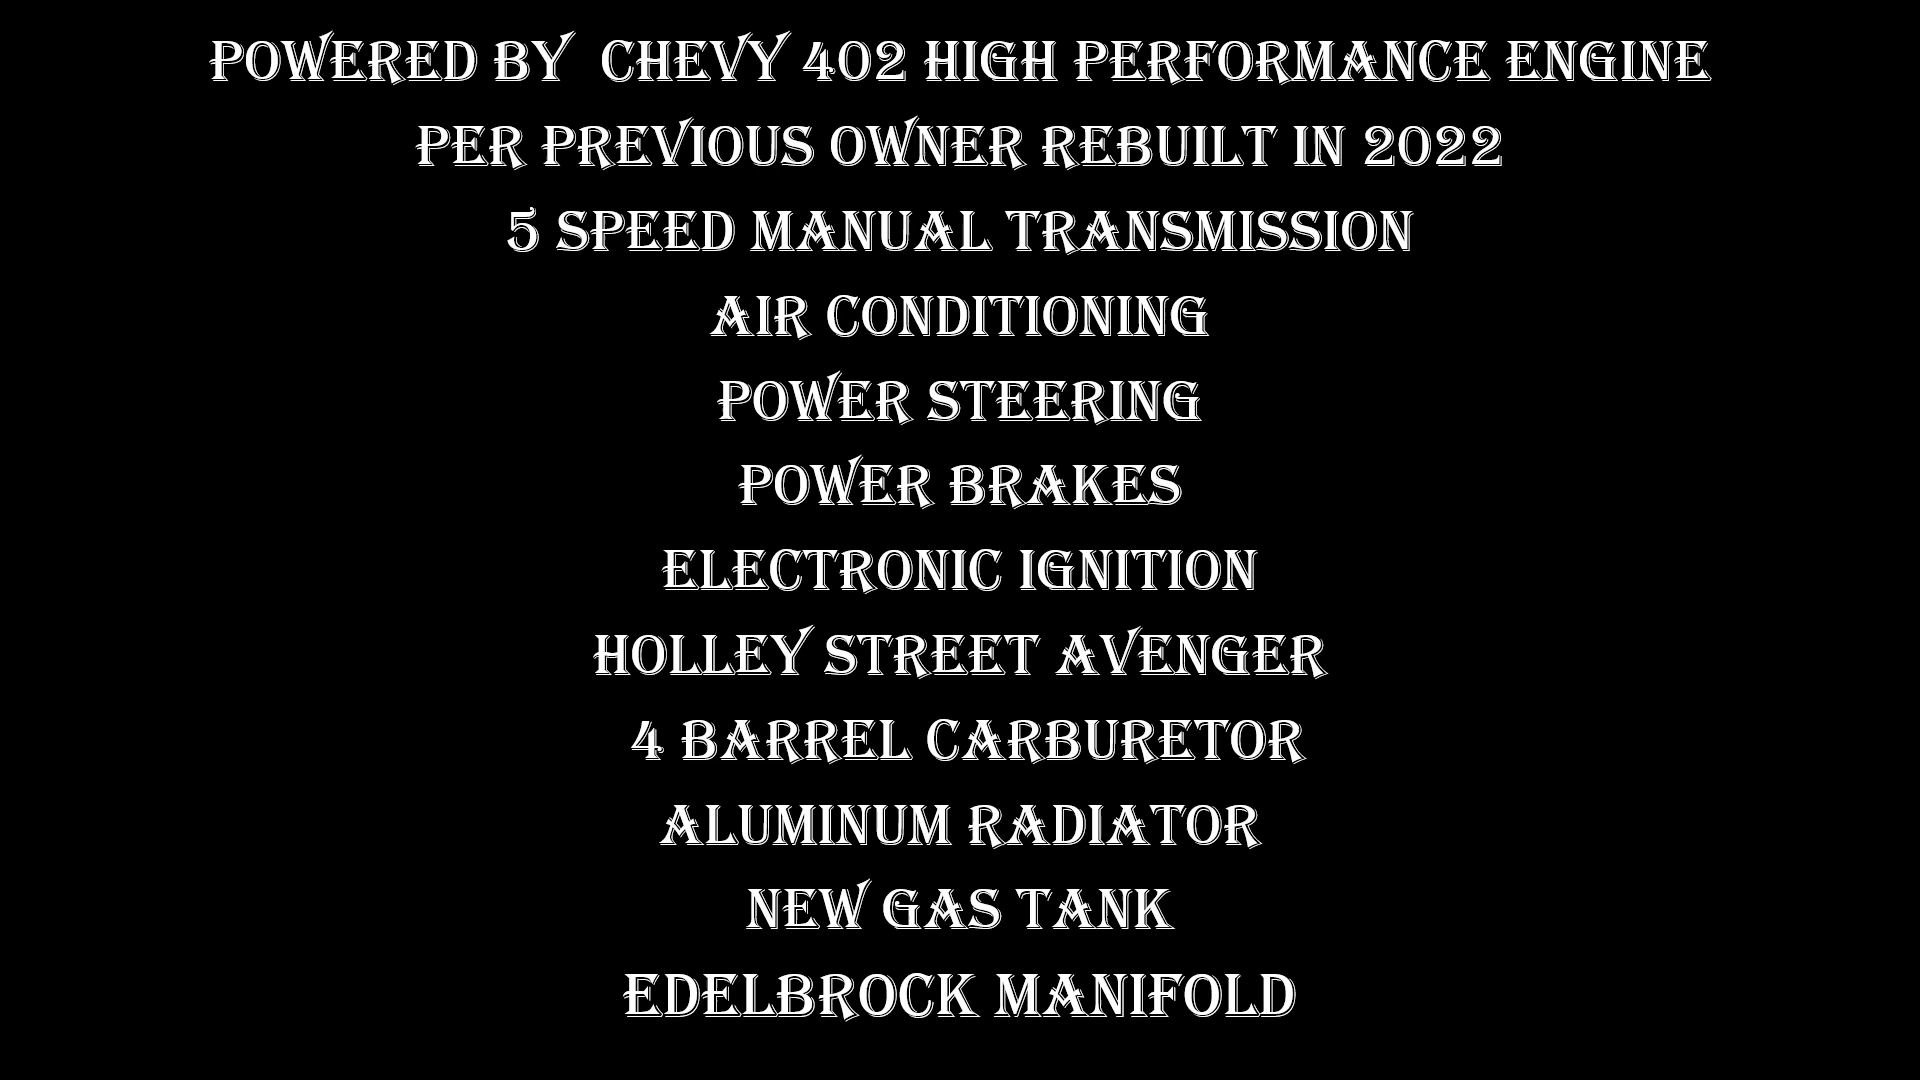 POWERED BY  CHEVY 402 HIGH PERFORMANCE ENGINE
PER PREVIOUS OWNER REBUILT IN 2022
5 SPEED MANUAL TRANSMISSION
AIR CONDITIONING
POWER STEERING
POWER BRAKES
ELECTRONIC IGNITION
HOLLEY STREET AVENGER
4 BARREL CARBURETOR
ALUMINUM RADIATOR
NEW GAS TANK
EDELBROCK MANIFOLD